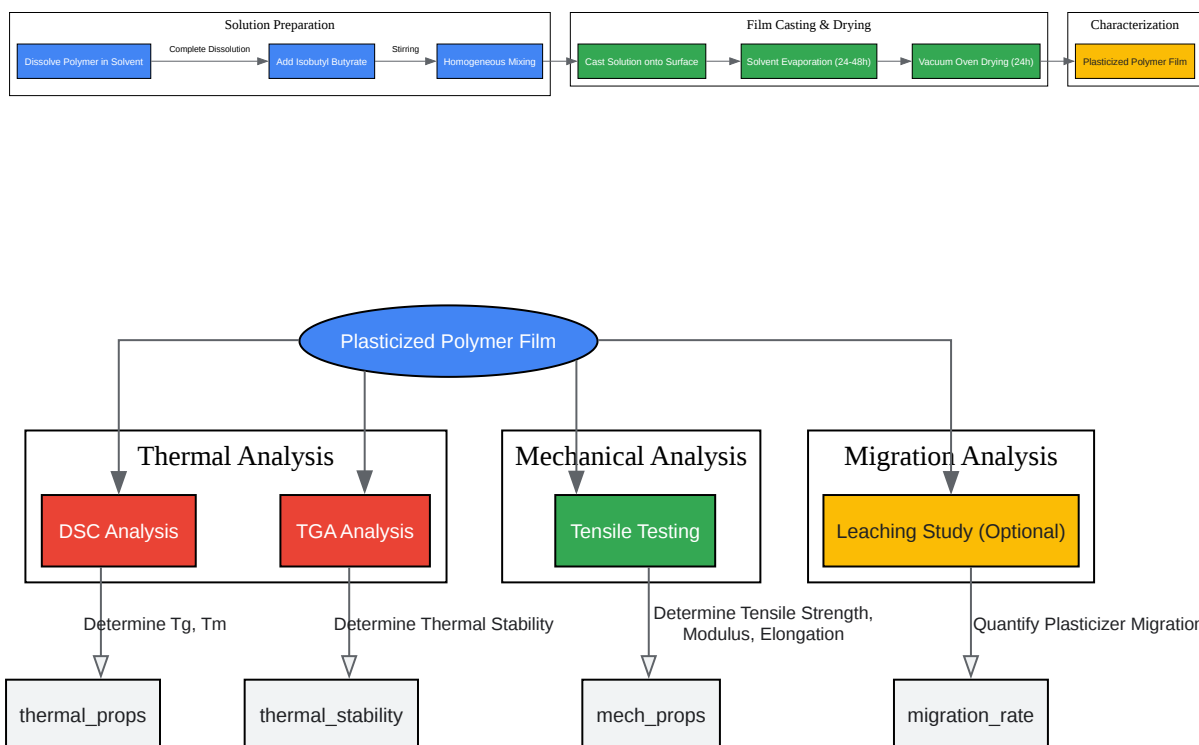 Solution Preparation
Film Casting & Drying
Characterization
Dissolve Polymer in Solvent
Complete Dissolution
Add Isobutyl Butyrate
Stirring
Homogeneous Mixing
Cast Solution onto Surface
Solvent Evaporation (24-48h)
Vacuum Oven Drying (24h)
Plasticized Polymer Film
Plasticized Polymer Film
Thermal Analysis
Mechanical Analysis
Migration Analysis
DSC Analysis
TGA Analysis
Tensile Testing
Leaching Study (Optional)
Determine Tg, Tm
Determine Thermal Stability
Determine Tensile Strength,
Modulus, Elongation
Quantify Plasticizer Migration
thermal_props
thermal_stability
mech_props
migration_rate